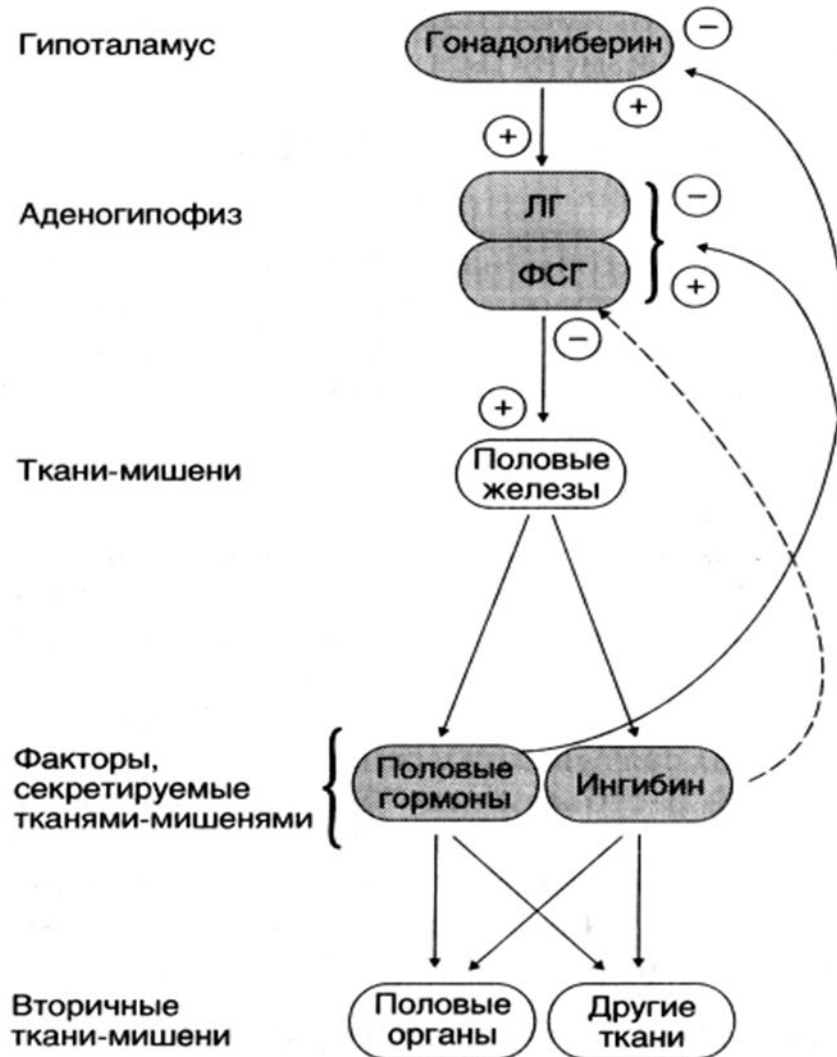 Гипоталамус
Гонадолиберин
−
+
+
Аденогипофиз
ЛГ
−
ФСГ
+
−
+
Ткани-мишени
Половые
железы
Факторы,
секретируемые
тканями-мишенями
Половые
гормоны
Ингибин
Вторичные
ткани-мишени
Половые
органы
Другие
ткани